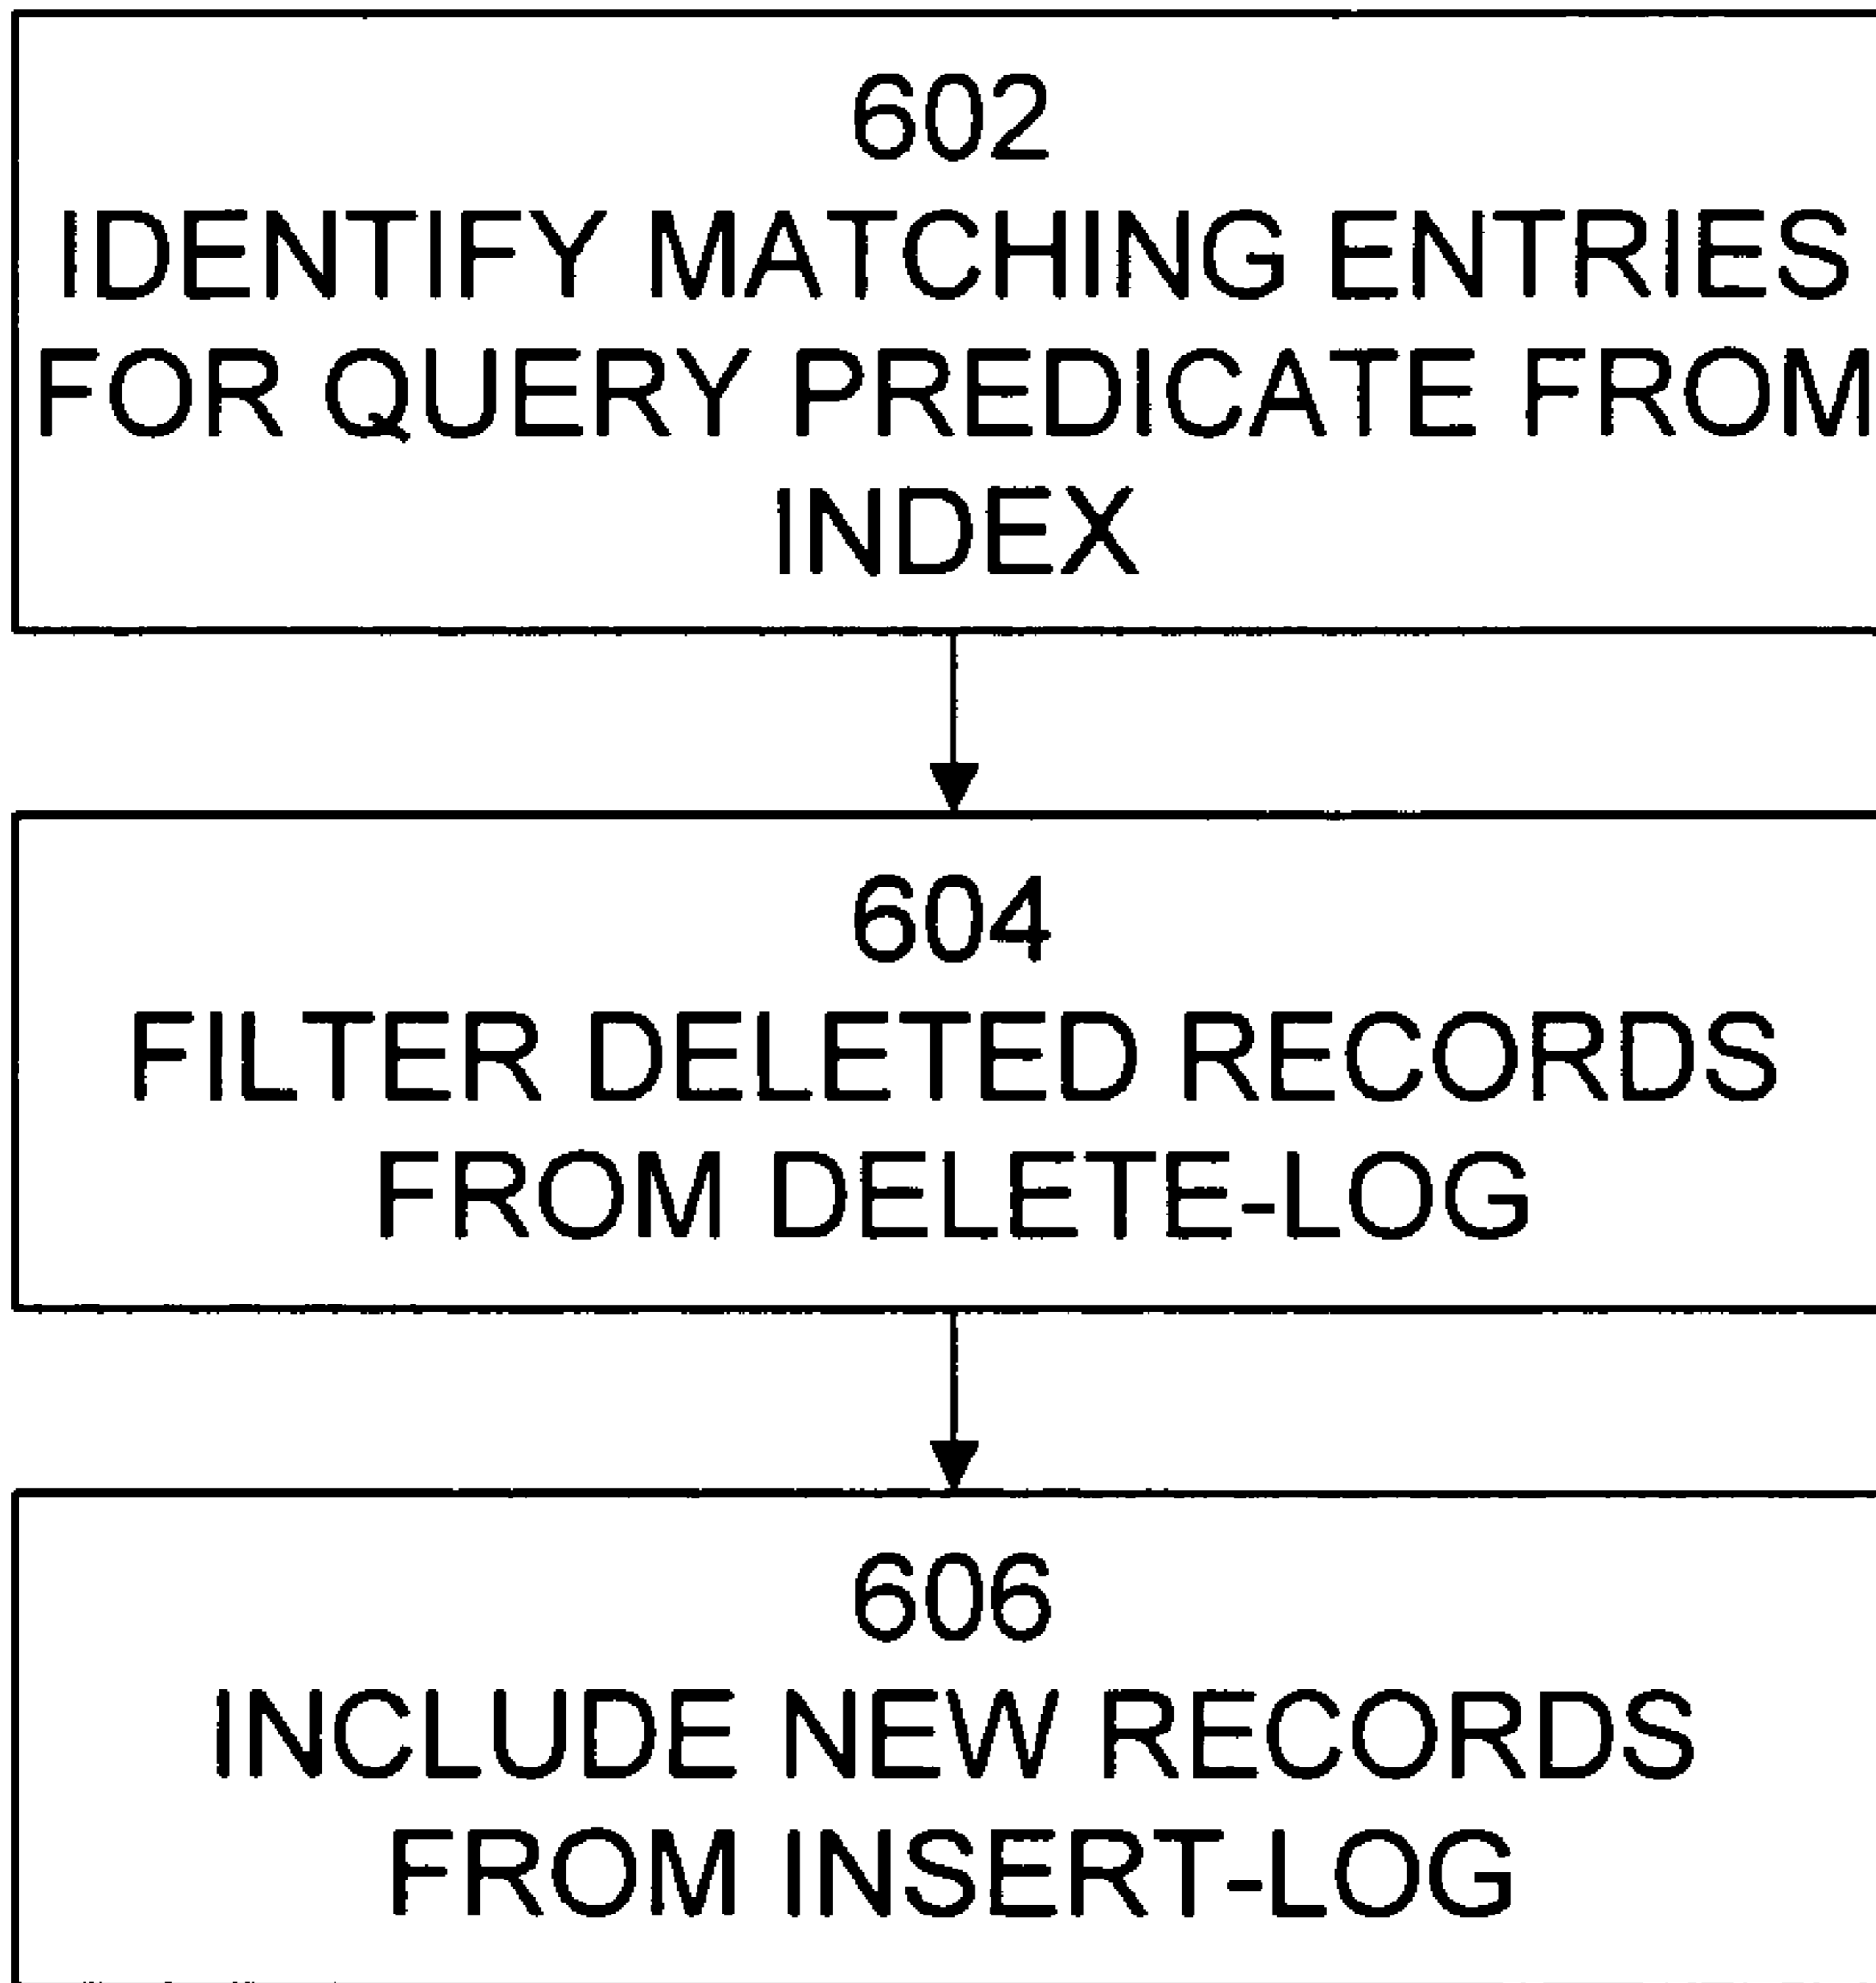 602
IDENTIFY MATCHING ENTRIES
FOR QUERY PREDICATE FROM
INDEX
604
FILTER DELETED RECORDS
FROM DELETE-LOG
606
INCLUDE NEW RECORDS
FROM INSERT-LOG